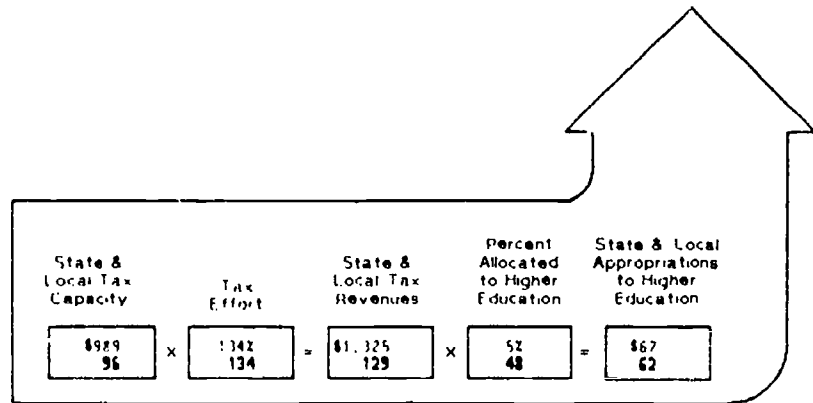 State &
Local Tax
Capacity
Tax
Effort
State &
Local Tax
Revenues
Percent
Allocated
to Higher
Education
State & Local
Appropriations
to Higher
Education
$989
96
×
134%
134
=
$1,325
129
×
5%
48
=
$67
62